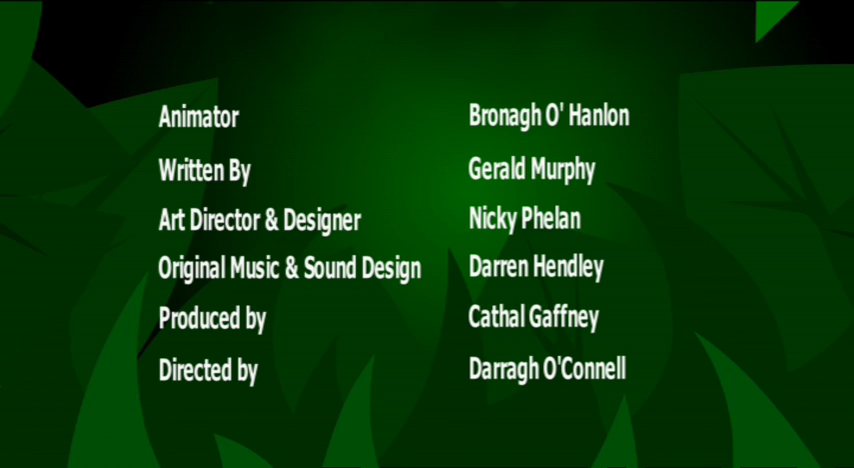 Animator Bronagh O' Hanlon
Written By Gerald Murphy
Art Director & Designer Nicky Phelan
Original Music & Sound Design Darren Hendley
Produced by Cathal Gaffney
Directed by Darragh O'Connell